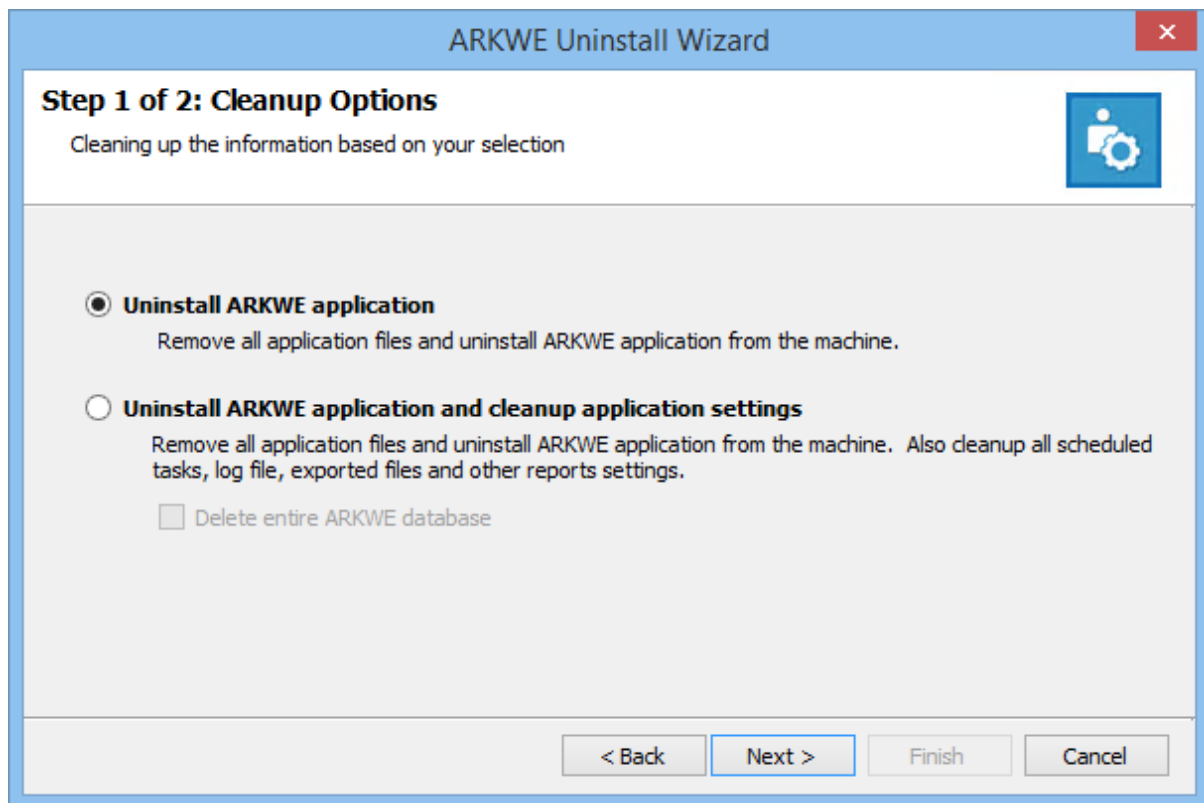 ARKWE Uninstall Wizard
Step 1 of 2: Cleanup Options
Cleaning up the information based on your selection
Uninstall ARKWE application
Remove all application files and uninstall ARKWE application from the machine.
Uninstall ARKWE application and cleanup application settings
Remove all application files and uninstall ARKWE application from the machine.  Also cleanup all scheduled
tasks, log file, exported files and other reports settings.
Delete entire ARKWE database
< Back Next > Finish Cancel